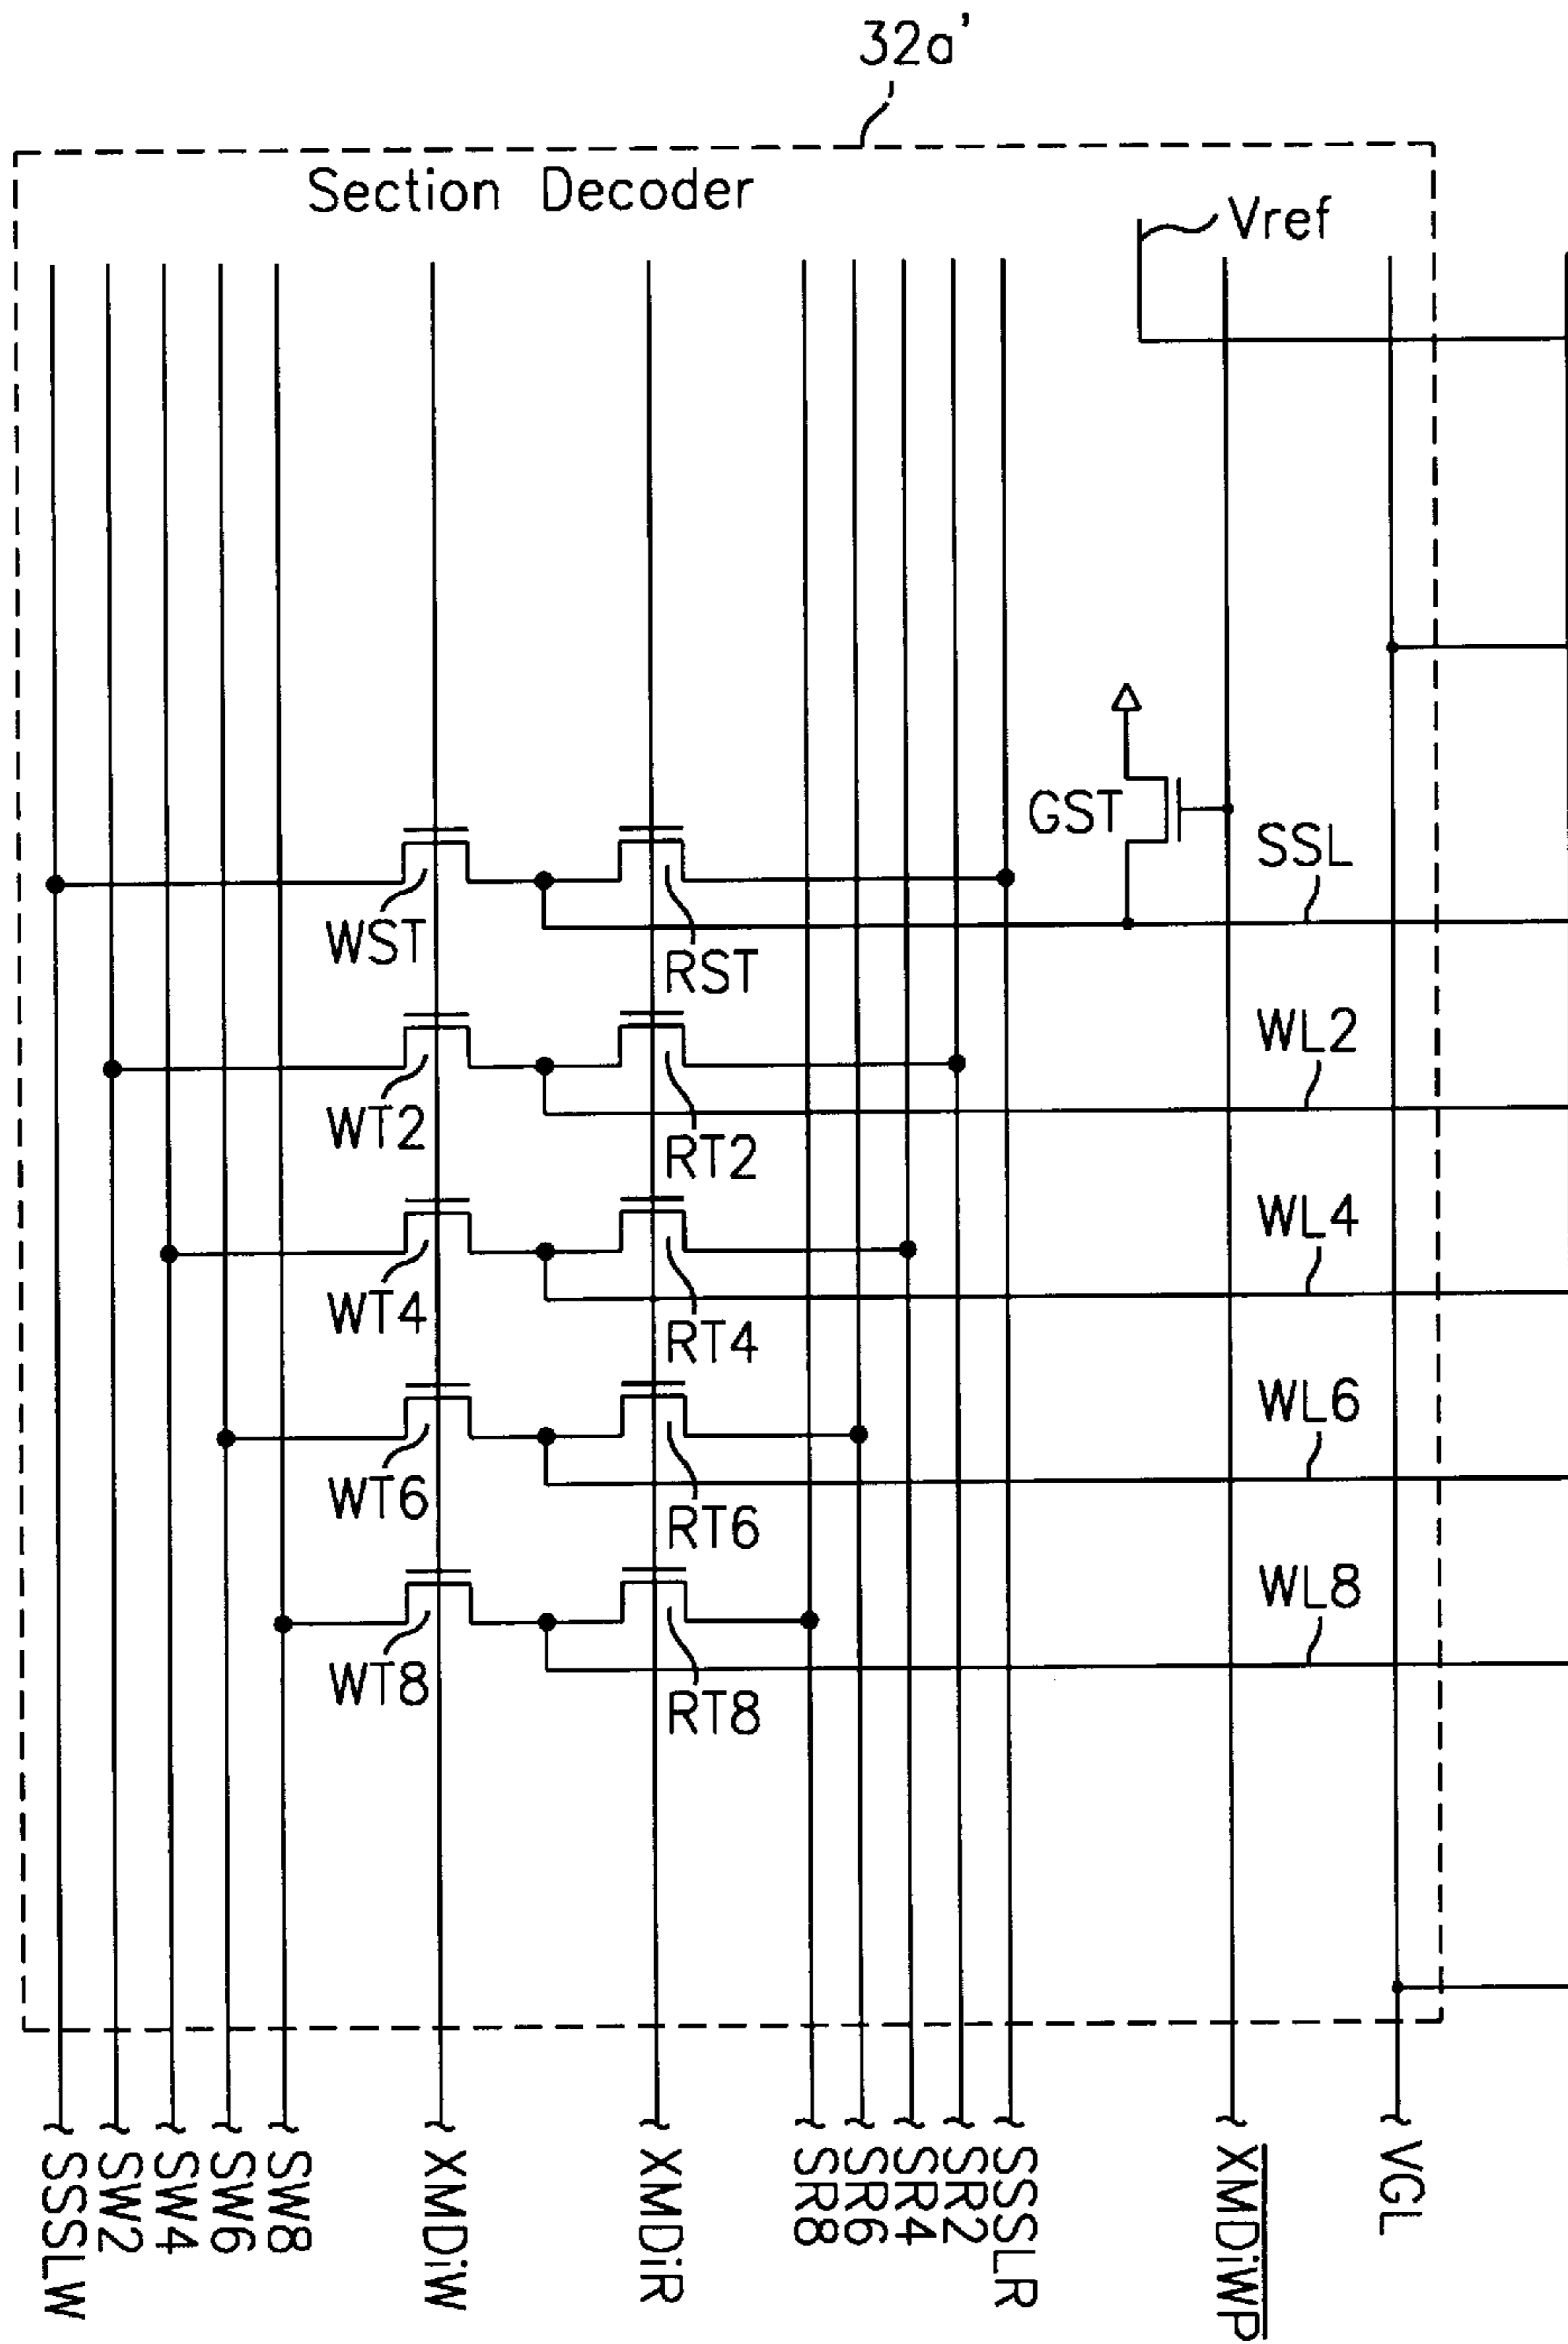 32a'
Section Decoder
Vref
GST
SSL
WST
RST
WL2
WT2
RT2
WL4
WT4
RT4
WL6
WT6
RT6
WL8
WT8
RT8
SSSLW
SW2
SW4
SW6
SW8
XMDiW
XMDiR
SR8
SR6
SR4
SR2
SSSLR
XMDiWP
VGL